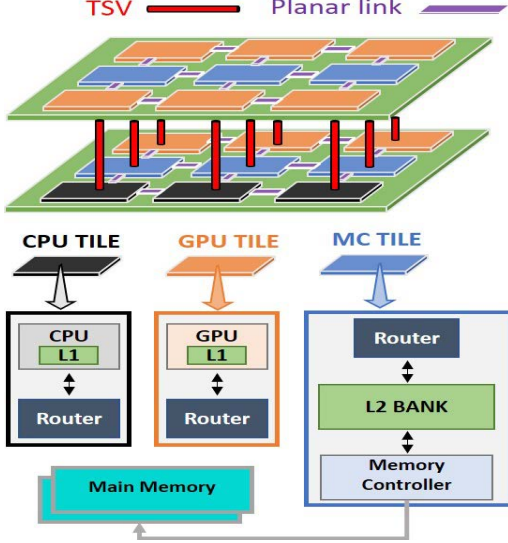 TSV
Planar link
CPU TILE
GPU TILE
MC TILE
CPU
L1
Router
GPU
L1
Router
Router
L2 BANK
Memory
Controller
Main Memory